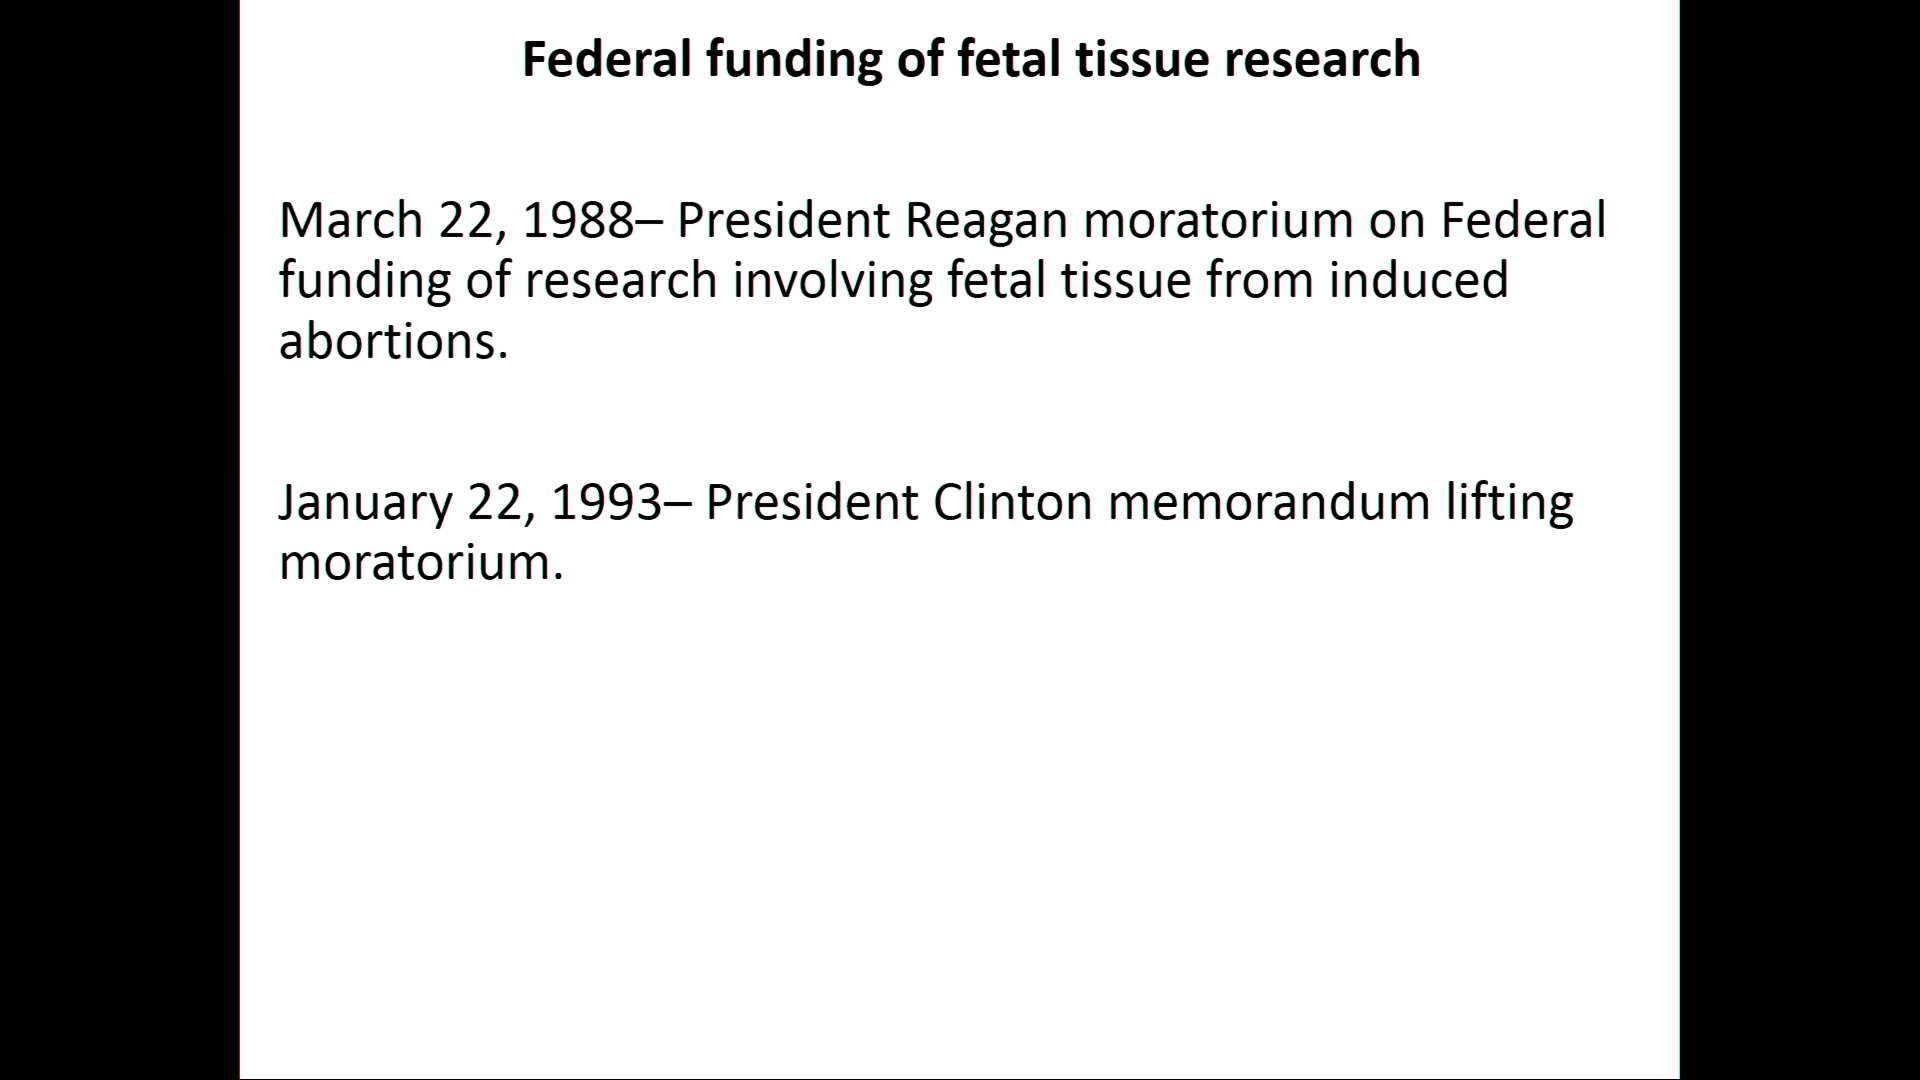 Federal funding of fetal tissue research
March 22, 1988– President Reagan moratorium on Federal
funding of research involving fetal tissue from induced
abortions.
January 22, 1993– President Clinton memorandum lifting
moratorium.